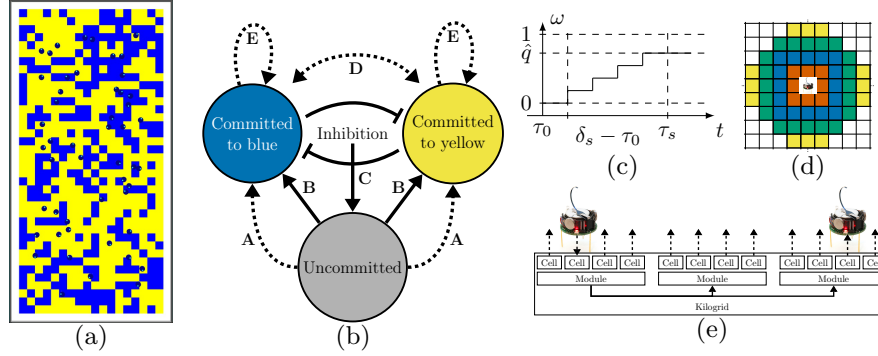 (a)
E
E
D
Committed
to blue
Inhibition
Committed
to yellow
B
C
B
A
A
Uncommitted
(b)
ω
1
q̂
0
τ₀
δₛ − τ₀
τₛ
t
(c)
(d)
Cell Cell Cell Cell Cell Cell Cell Cell Cell Cell Cell Cell
Module Module Module
Kilogrid
(e)